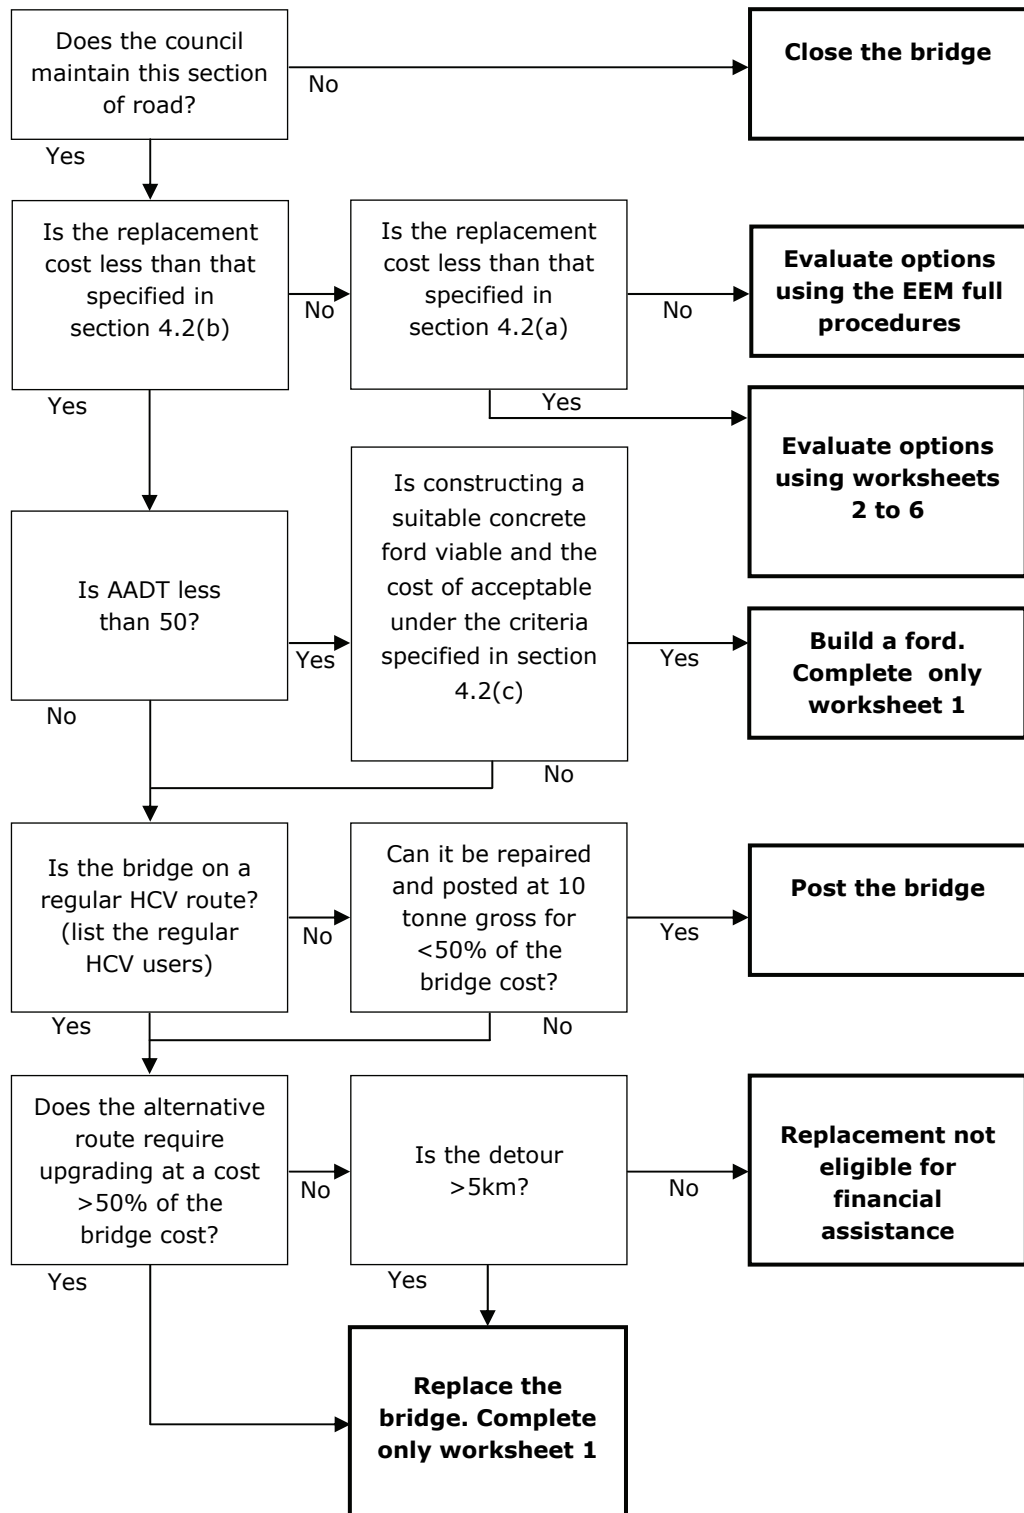 Does the council
maintain this section
of road?
No
Close the bridge
Yes
Is the replacement
cost less than that
specified in
section 4.2(b)
No
Is the replacement
cost less than that
specified in
section 4.2(a)
No
Evaluate options
using the EEM full
procedures
Yes
Yes
Evaluate options
using worksheets
2 to 6
Is AADT less
than 50?
Yes
Is constructing a
suitable concrete
ford viable and the
cost of acceptable
under the criteria
specified in section
4.2(c)
Yes
Build a ford.
Complete only
worksheet 1
No
No
Is the bridge on a
regular HCV route?
(list the regular
HCV users)
No
Can it be repaired
and posted at 10
tonne gross for
<50% of the
bridge cost?
Yes
Post the bridge
Yes
No
Does the alternative
route require
upgrading at a cost
>50% of the
bridge cost?
No
Is the detour
>5km?
No
Replacement not
eligible for
financial
assistance
Yes
Yes
Replace the
bridge. Complete
only worksheet 1